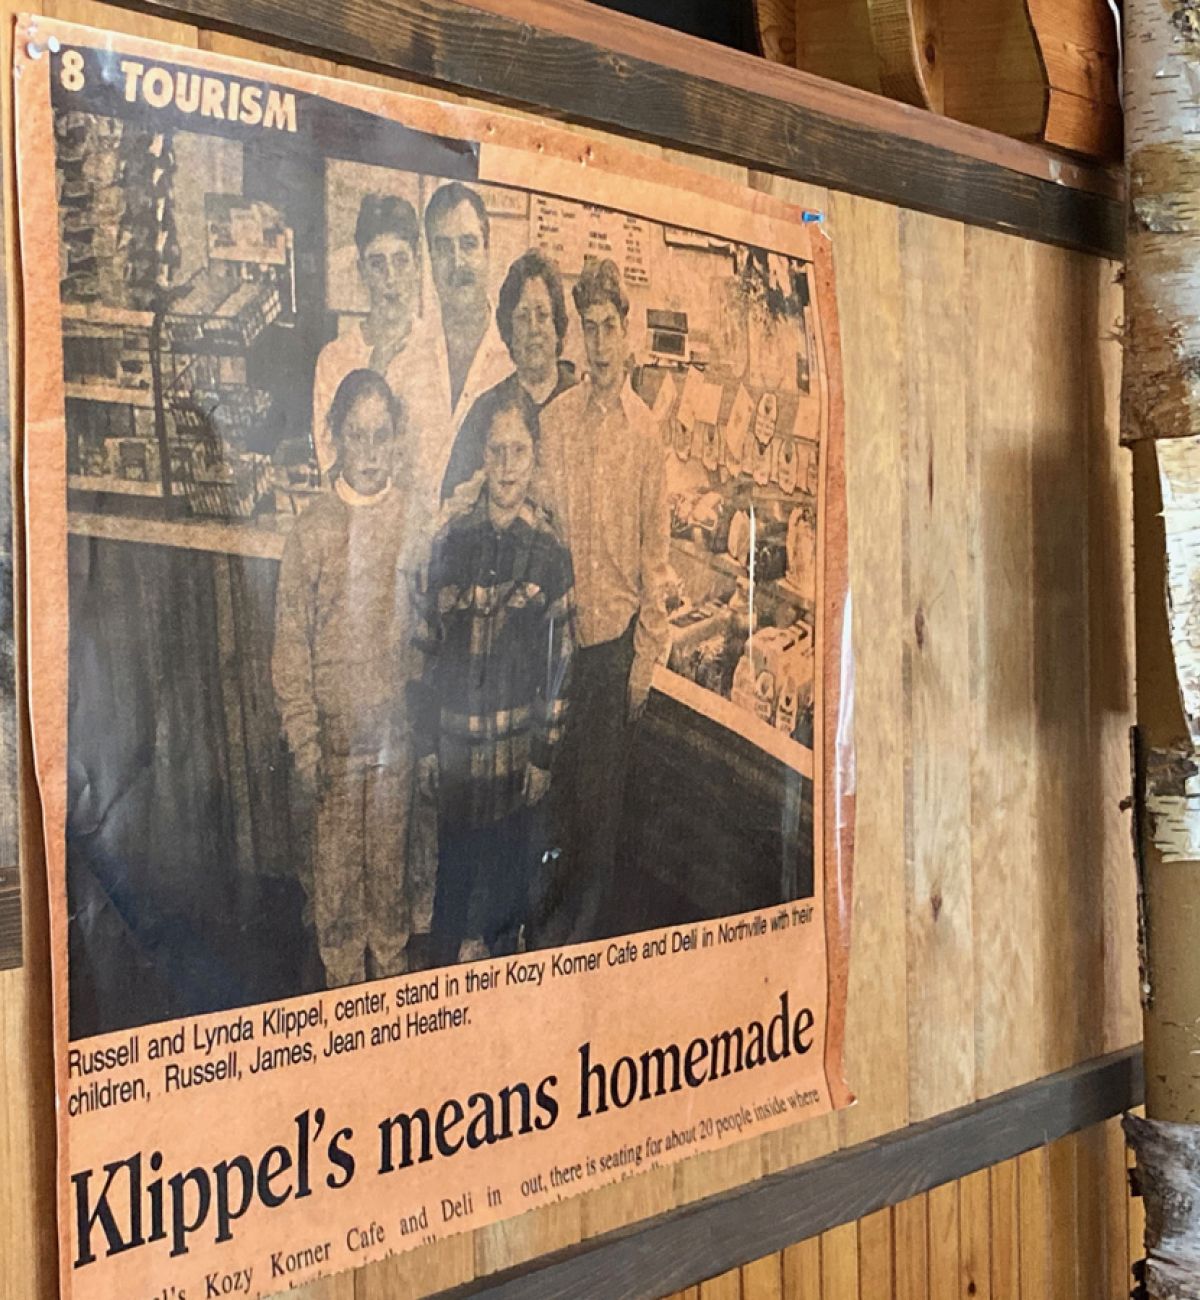 8 TOURISM
Russell and Lynda Klippel, center, stand in their Kozy Korner Cafe and Deli in Northville with their
children, Russell, James, Jean and Heather.
Klippel's means homemade
Kozy Korner Cafe and Deli in
out, there is seating for about 20 people inside where